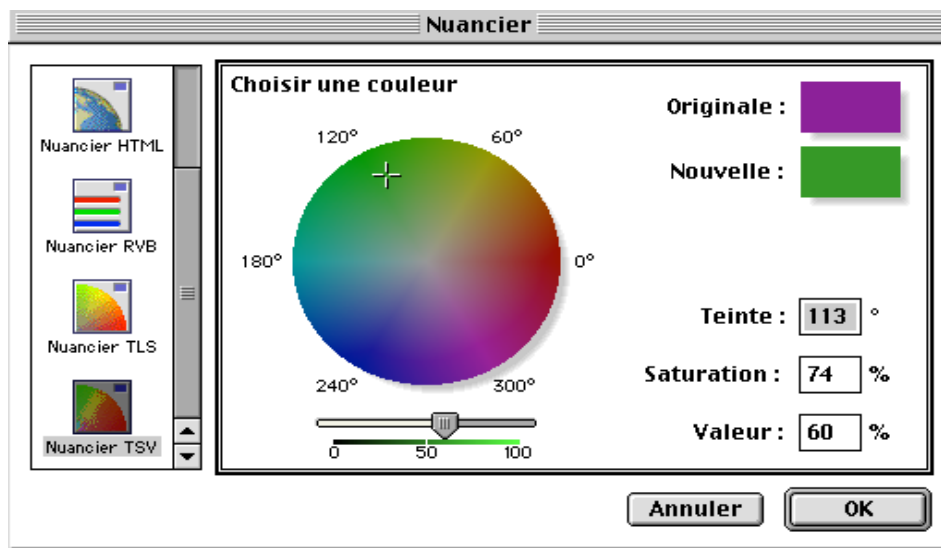 Nuancier
Nuancier HTML
Nuancier RVB
Nuancier TLS
Nuancier TSV
Choisir une couleur
120°
60°
180°
0°
240°
300°
0
50
100
Originale :
Nouvelle :
Teinte : 113 °
Saturation : 74 %
Valeur : 60 %
Annuler
OK